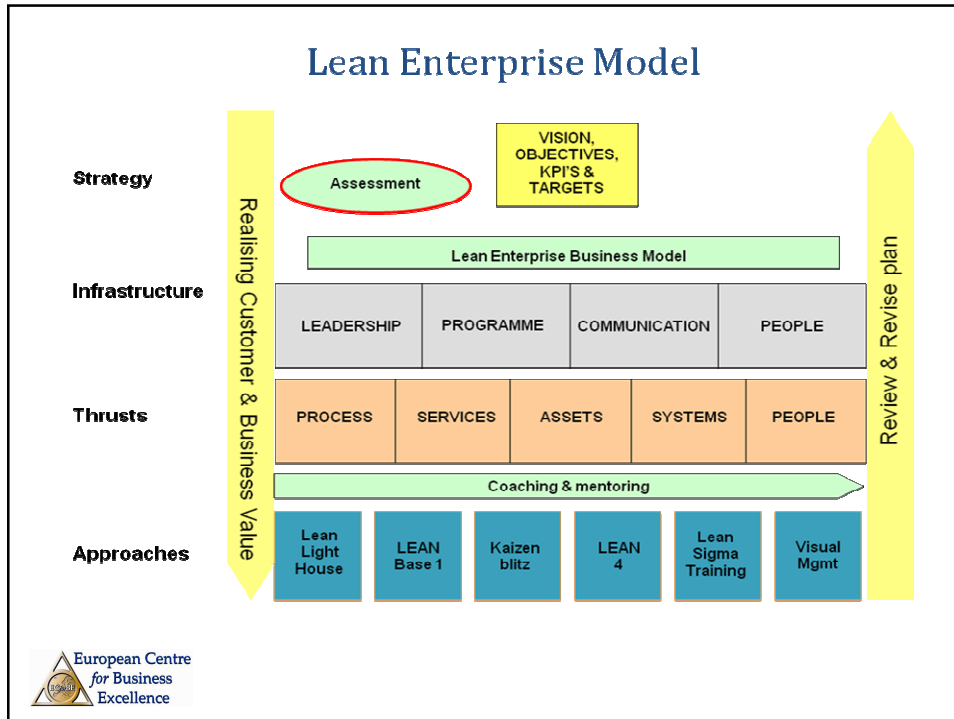 Lean Enterprise Model
Strategy
Assessment
VISION,
OBJECTIVES,
KPI'S &
TARGETS
Realising Customer & Business Value
Review & Revise plan
Lean Enterprise Business Model
Infrastructure
LEADERSHIP
PROGRAMME
COMMUNICATION
PEOPLE
Thrusts
PROCESS
SERVICES
ASSETS
SYSTEMS
PEOPLE
Coaching & mentoring
Approaches
Lean
Light
House
LEAN
Base 1
Kaizen
blitz
LEAN
4
Lean
Sigma
Training
Visual
Mgmt
European Centre
for Business
Excellence